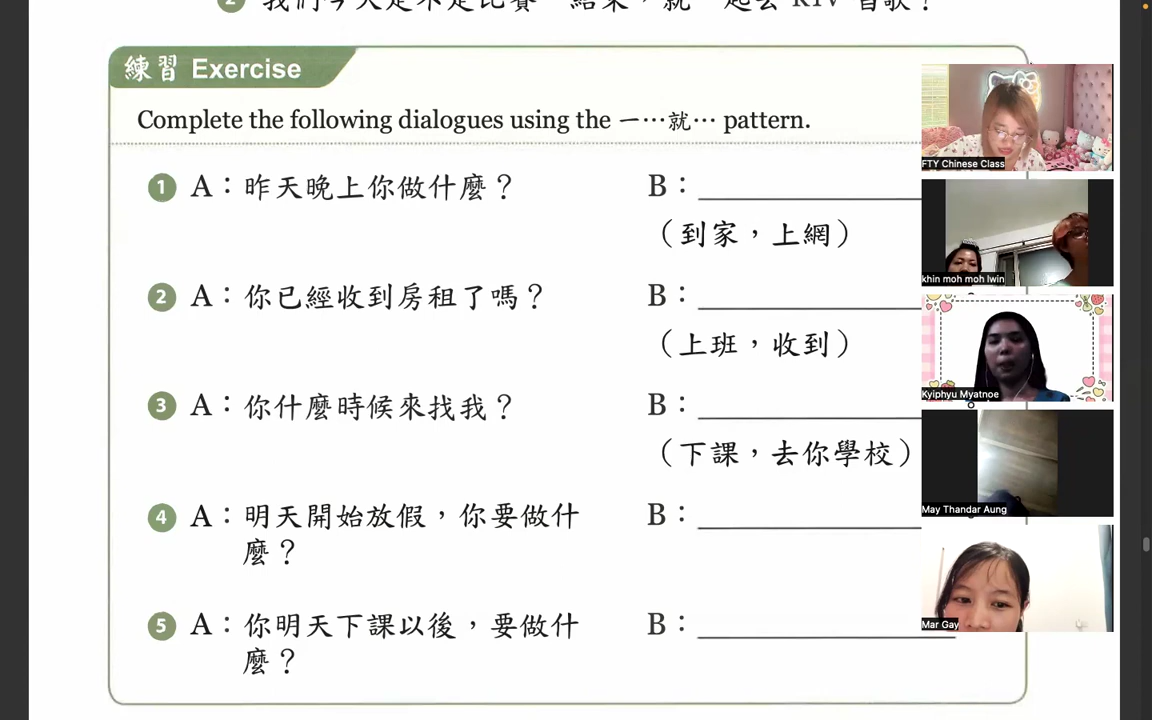 練習 Exercise
Complete the following dialogues using the 一…就… pattern.
1 A：昨天晚上你做什麼？ B：
（到家，上網）
2 A：你已經收到房租了嗎？ B：
（上班，收到）
3 A：你什麼時候來找我？ B：
（下課，去你學校）
4 A：明天開始放假，你要做什 B：
麼？
5 A：你明天下課以後，要做什 B：
麼？
FTY Chinese Class
khin moh moh lwin
Kyiphyu Myatnoe
May Thandar Aung
Mar Gay